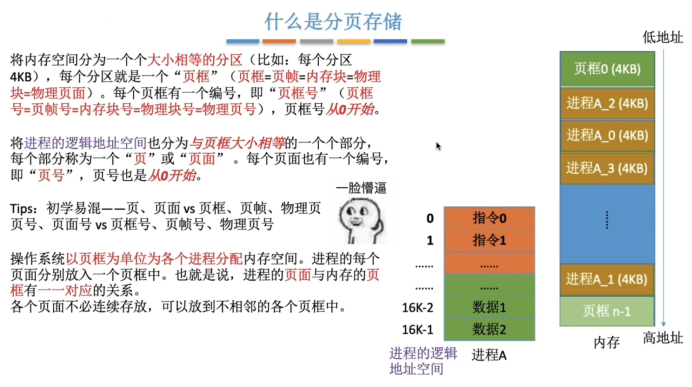 什么是分页存储
将内存空间分为一个个大小相等的分区（比如：每个分区
4KB），每个分区就是一个“页框”（页框=页帧=内存块=物理
块=物理页面）。每个页框有一个编号，即“页框号”（页框
号=页帧号=内存块号=物理块号=物理页号），页框号从0开始。
将进程的逻辑地址空间也分为与页框大小相等的一个个部分，
每个部分称为一个“页”或“页面” 。每个页面也有一个编号，
即“页号”，页号也是从0开始。
Tips：初学易混——页、页面 vs 页框、页帧、物理页
页号、页面号 vs 页框号、页帧号、物理页号
一脸懵逼
操作系统以页框为单位为各个进程分配内存空间。进程的每个
页面分别放入一个页框中。也就是说，进程的页面与内存的页
框有一一对应的关系。
各个页面不必连续存放，可以放到不相邻的各个页框中。
0 指令0
1 指令1
…… ……
…… ……
16K-2 数据1
16K-1 数据2
进程的逻辑
地址空间
进程A
低地址
页框0 (4KB)
进程A_2 (4KB)
进程A_0 (4KB)
进程A_3 (4KB)
……
进程A_1 (4KB)
页框 n-1
内存
高地址